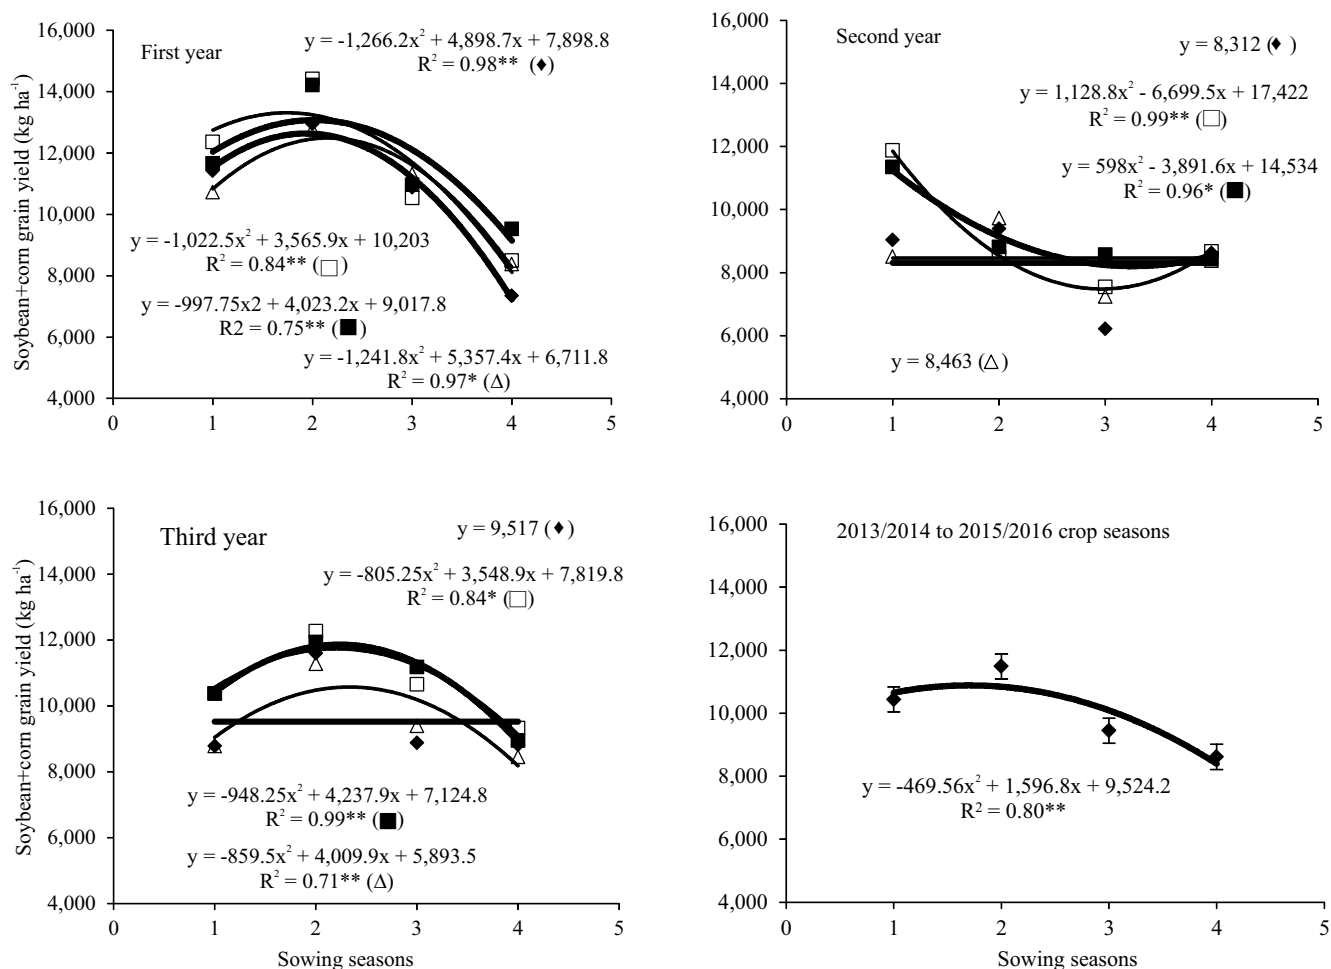 Soybean+corn grain yield (kg ha⁻¹)
16,000
14,000
12,000
10,000
8,000
6,000
4,000
First year
y = -1,266.2x² + 4,898.7x + 7,898.8
R² = 0.98** (♦)
y = -1,022.5x² + 3,565.9x + 10,203
R² = 0.84** (□)
y = -997.75x2 + 4,023.2x + 9,017.8
R2 = 0.75** (■)
y = -1,241.8x² + 5,357.4x + 6,711.8
R² = 0.97* (Δ)
0 1 2 3 4 5
16,000
14,000
12,000
10,000
8,000
6,000
4,000
Second year
y = 8,312 (♦)
y = 1,128.8x² - 6,699.5x + 17,422
R² = 0.99** (□)
y = 598x² - 3,891.6x + 14,534
R² = 0.96* (■)
y = 8,463 (△)
0 1 2 3 4 5
Soybean+corn grain yield (kg ha⁻¹)
16,000
14,000
12,000
10,000
8,000
6,000
4,000
Third year
y = 9,517 (♦)
y = -805.25x² + 3,548.9x + 7,819.8
R² = 0.84* (□)
y = -948.25x² + 4,237.9x + 7,124.8
R² = 0.99** (■)
y = -859.5x² + 4,009.9x + 5,893.5
R² = 0.71** (Δ)
0 1 2 3 4 5
Sowing seasons
16,000
14,000
12,000
10,000
8,000
6,000
4,000
2013/2014 to 2015/2016 crop seasons
y = -469.56x² + 1,596.8x + 9,524.2
R² = 0.80**
0 1 2 3 4 5
Sowing seasons